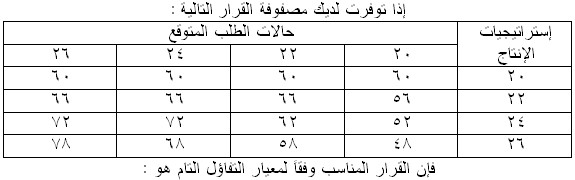 إذا توفرت لديك مصفوفة القرار التالية :
إستراتيجيات الإنتاج حالات الطلب المتوقع
٢٠ ٢٢ ٢٤ ٢٦
٢٠ ٦٠ ٦٠ ٦٠ ٦٠
٢٢ ٥٦ ٦٦ ٦٦ ٦٦
٢٤ ٥٢ ٦٢ ٧٢ ٧٢
٢٦ ٤٨ ٥٨ ٦٨ ٧٨
فإن القرار المناسب وفقاً لمعيار التفاؤل التام هو :